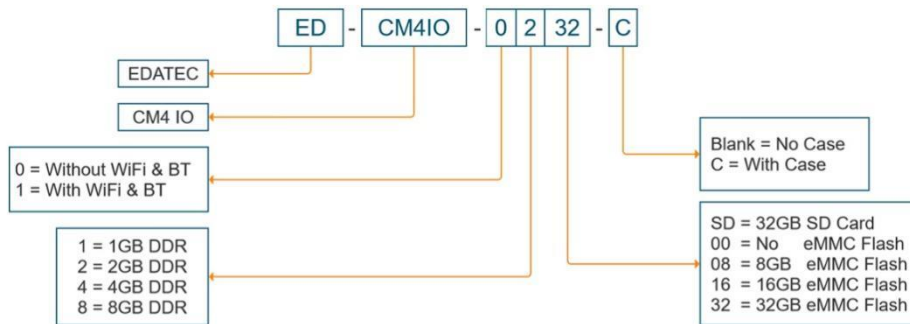 ED - CM4IO - 0 2 32 - C
EDATEC
CM4 IO
0 = Without WiFi & BT
1 = With WiFi & BT
1 = 1GB DDR
2 = 2GB DDR
4 = 4GB DDR
8 = 8GB DDR
Blank = No Case
C = With Case
SD = 32GB SD Card
00 = No eMMC Flash
08 = 8GB eMMC Flash
16 = 16GB eMMC Flash
32 = 32GB eMMC Flash